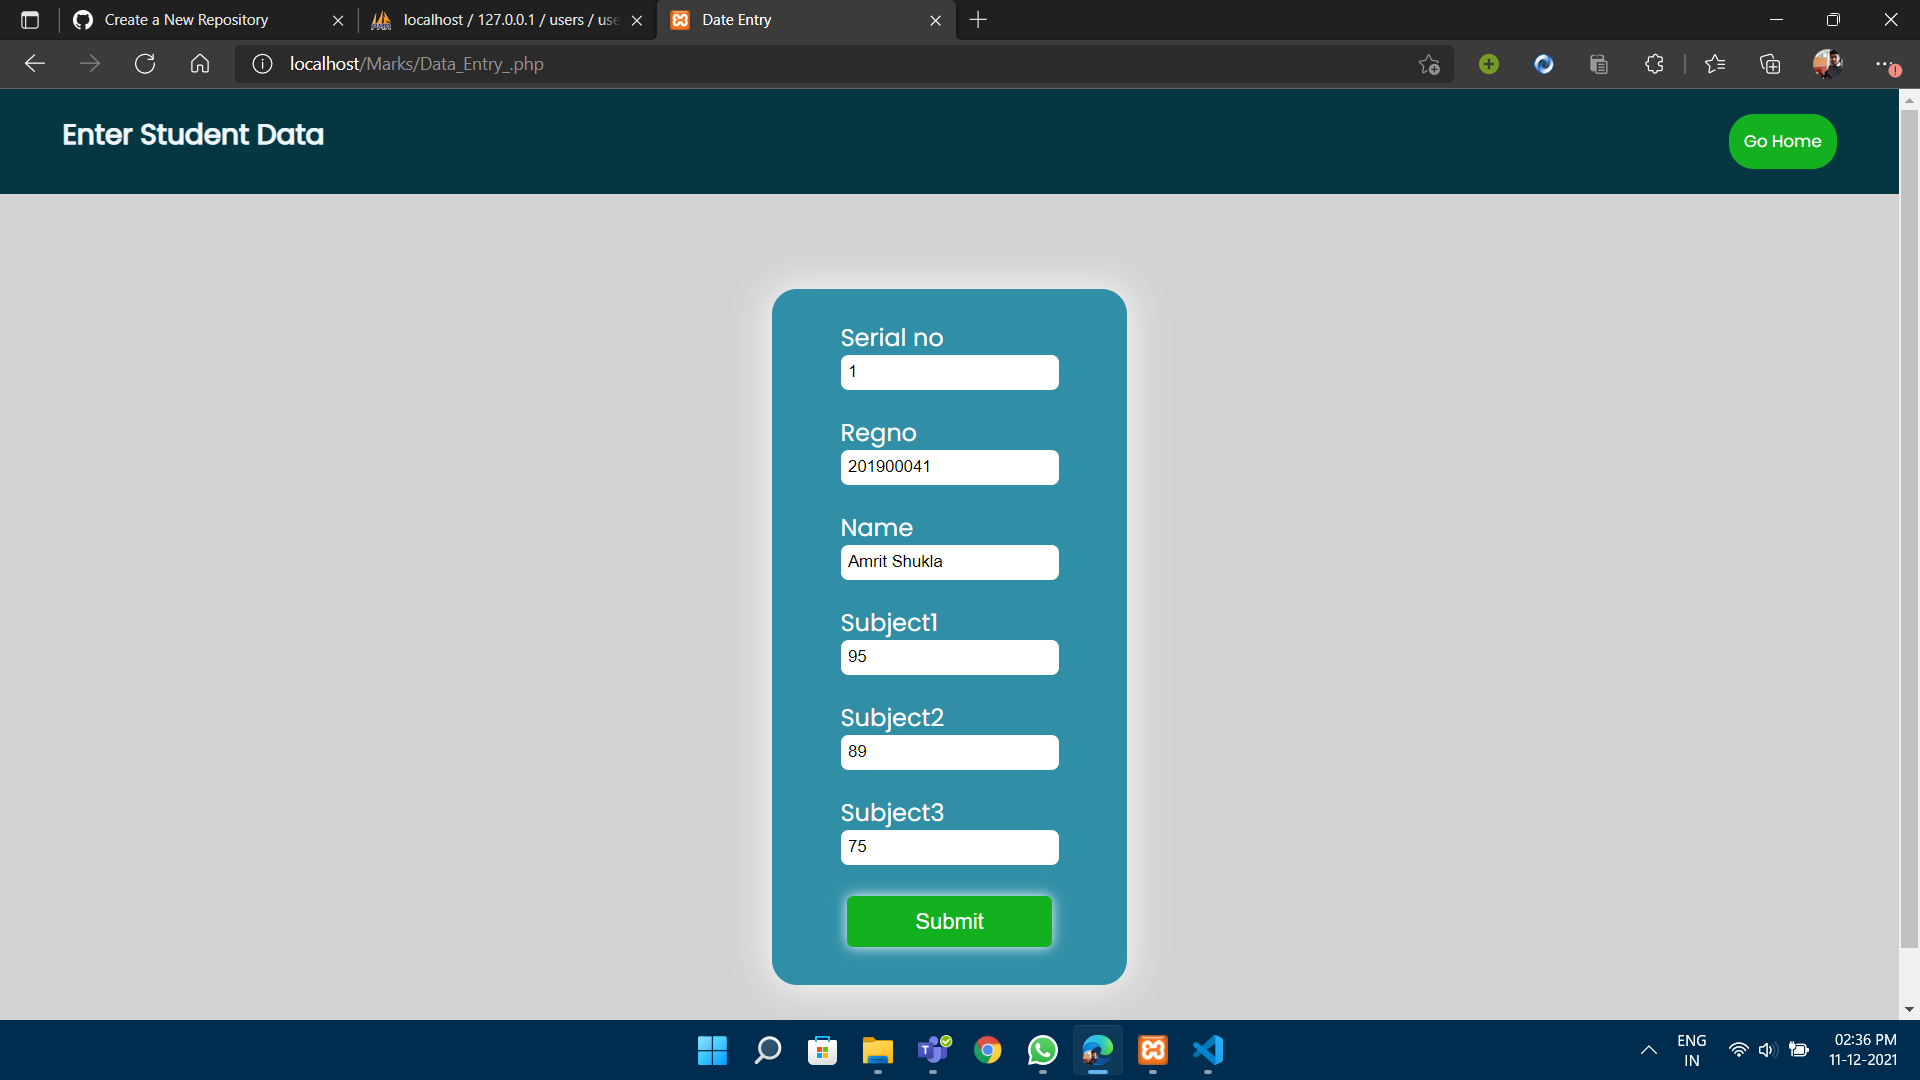 Create a New Repository
localhost / 127.0.0.1 / users / use
Date Entry
localhost/Marks/Data_Entry_.php
Enter Student Data
Go Home
Serial no
1
Regno
201900041
Name
Amrit Shukla
Subject1
95
Subject2
89
Subject3
75
Submit
ENG
IN
02:36 PM
11-12-2021